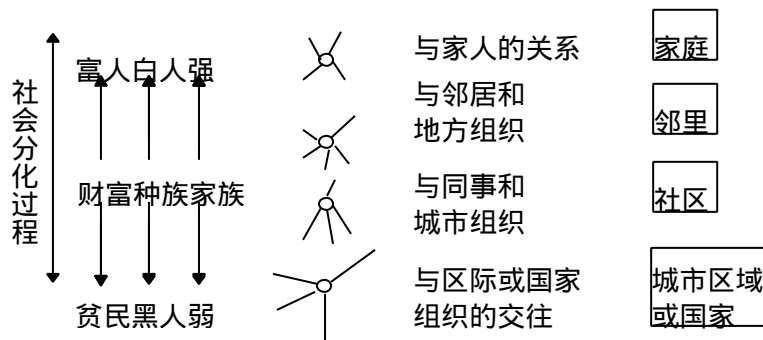 社会分化过程
富人白人强
财富种族家族
贫民黑人弱
与家人的关系
与邻居和
地方组织
与同事和
城市组织
与区际或国家
组织的交往
家庭
邻里
社区
城市区域
或国家